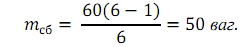 m_сб = 60(6 − 1)/6 = 50 ваг.